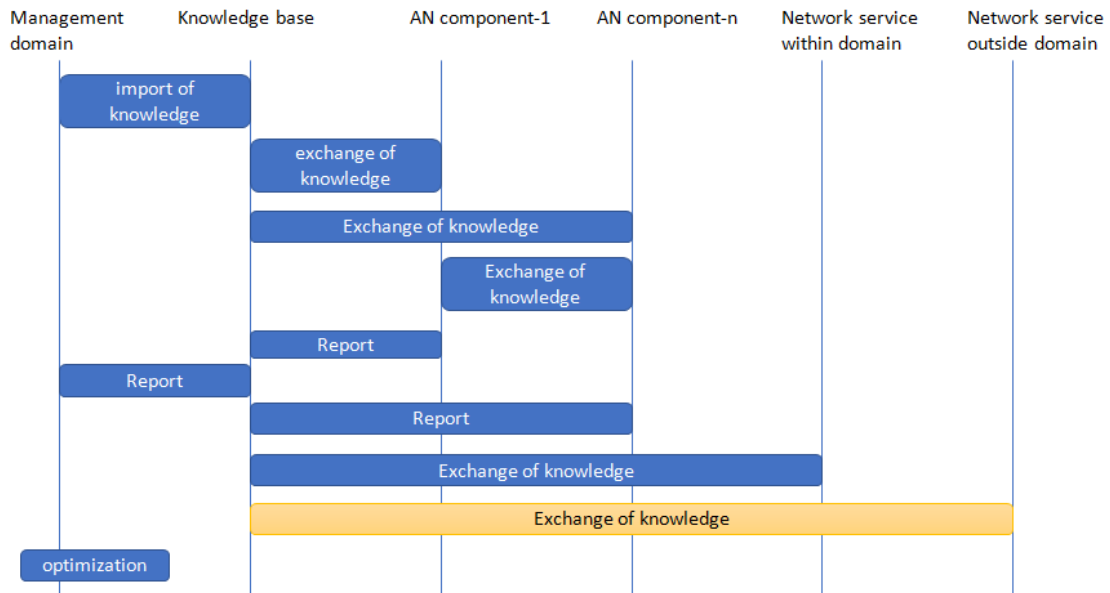 Management
domain
Knowledge base
AN component-1
AN component-n
Network service
within domain
Network service
outside domain
import of
knowledge
exchange of
knowledge
Exchange of knowledge
Exchange of
knowledge
Report
Report
Report
Exchange of knowledge
Exchange of knowledge
optimization